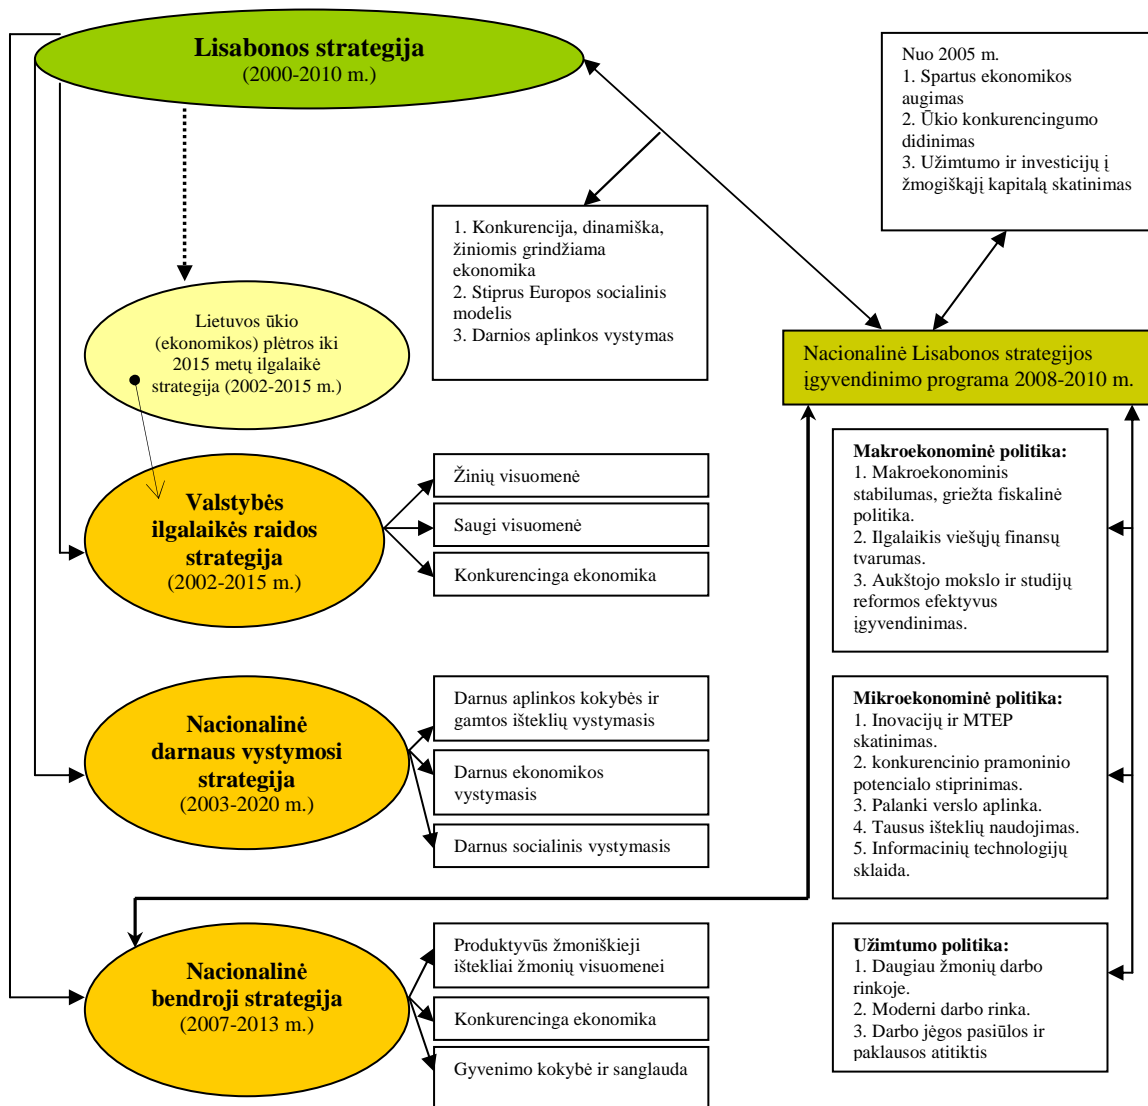 Lisabonos strategija
(2000-2010 m.)
Nuo 2005 m.
1. Spartus ekonomikos
augimas
2. Ūkio konkurencingumo
didinimas
3. Užimtumo ir investicijų į
žmogiškąjį kapitalą skatinimas
1. Konkurencija, dinamiška,
žiniomis grindžiama
ekonomika
2. Stiprus Europos socialinis
modelis
3. Darnios aplinkos vystymas
Lietuvos ūkio
(ekonomikos) plėtros iki
2015 metų ilgalaikė
strategija (2002-2015 m.)
Nacionalinė Lisabonos strategijos
įgyvendinimo programa 2008-2010 m.
Valstybės
ilgalaikės raidos
strategija
(2002-2015 m.)
Žinių visuomenė
Saugi visuomenė
Konkurencinga ekonomika
Makroekonominė politika:
1. Makroekonominis
stabilumas, griežta fiskalinė
politika.
2. Ilgalaikis viešųjų finansų
tvarumas.
3. Aukštojo mokslo ir studijų
reformos efektyvus
įgyvendinimas.
Nacionalinė
darnaus vystymosi
strategija
(2003-2020 m.)
Darnus aplinkos kokybės ir
gamtos išteklių vystymasis
Darnus ekonomikos
vystymasis
Darnus socialinis vystymasis
Mikroekonominė politika:
1. Inovacijų ir MTEP
skatinimas.
2. konkurencinio pramoninio
potencialo stiprinimas.
3. Palanki verslo aplinka.
4. Tausus išteklių naudojimas.
5. Informacinių technologijų
sklaida.
Nacionalinė
bendroji strategija
(2007-2013 m.)
Produktyvūs žmoniškieji
ištekliai žmonių visuomenei
Konkurencinga ekonomika
Gyvenimo kokybė ir sanglauda
Užimtumo politika:
1. Daugiau žmonių darbo
rinkoje.
2. Moderni darbo rinka.
3. Darbo jėgos pasiūlos ir
paklausos atitiktis